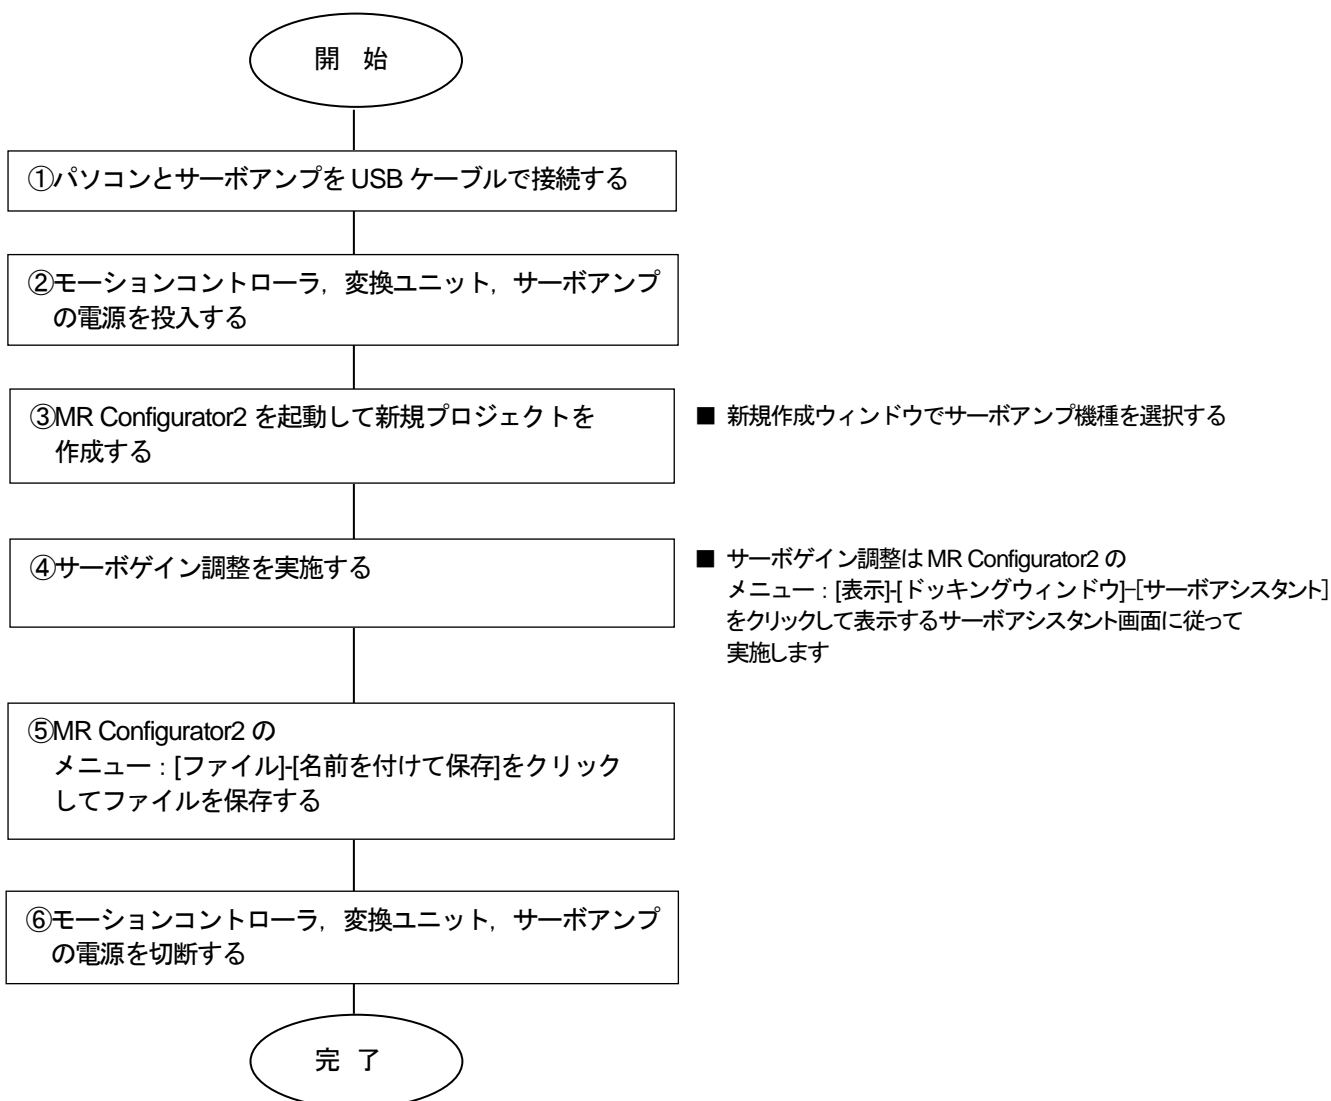 開 始
①パソコンとサーボアンプをUSB ケーブルで接続する
②モーションコントローラ，変換ユニット，サーボアンプ
の電源を投入する
③MR Configurator2 を起動して新規プロジェクトを
作成する
■ 新規作成ウィンドウでサーボアンプ機種を選択する
④サーボゲイン調整を実施する
■ サーボゲイン調整は MR Configurator2 の
メニュー：[表示]-[ドッキングウィンドウ]-[サーボアシスタント]
をクリックして表示するサーボアシスタント画面に従って
実施します
⑤MR Configurator2 の
メニュー：[ファイル]-[名前を付けて保存]をクリック
してファイルを保存する
⑥モーションコントローラ，変換ユニット，サーボアンプ
の電源を切断する
完 了